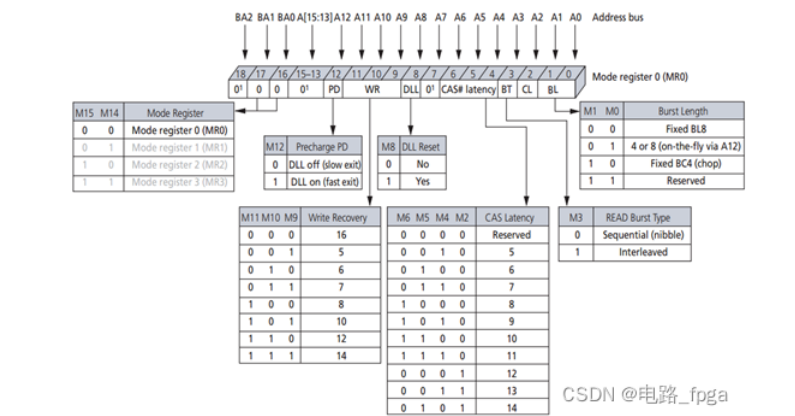 BA2 BA1 BA0 A[15:13] A12 A11 A10 A9 A8 A7 A6 A5 A4 A3 A2 A1 A0 Address bus
18 17 16 15–13 12 11 10 9 8 7 6 5 4 3 2 1 0 Mode register 0 (MR0)
0¹ 0 0 0¹ PD WR DLL 0¹ CAS# latency BT CL BL
M15 M14 Mode Register
0 0 Mode register 0 (MR0)
0 1 Mode register 1 (MR1)
1 0 Mode register 2 (MR2)
1 1 Mode register 3 (MR3)
M12 Precharge PD
0 DLL off (slow exit)
1 DLL on (fast exit)
M8 DLL Reset
0 No
1 Yes
M1 M0 Burst Length
0 0 Fixed BL8
0 1 4 or 8 (on-the-fly via A12)
1 0 Fixed BC4 (chop)
1 1 Reserved
M11 M10 M9 Write Recovery
0 0 0 16
0 0 1 5
0 1 0 6
0 1 1 7
1 0 0 8
1 0 1 10
1 1 0 12
1 1 1 14
M6 M5 M4 M2 CAS Latency
0 0 0 0 Reserved
0 0 1 0 5
0 1 0 0 6
0 1 1 0 7
1 0 0 0 8
1 0 1 0 9
1 1 0 0 10
1 1 1 0 11
0 0 0 1 12
0 0 1 1 13
0 1 0 1 14
M3 READ Burst Type
0 Sequential (nibble)
1 Interleaved
CSDN @电路_fpga